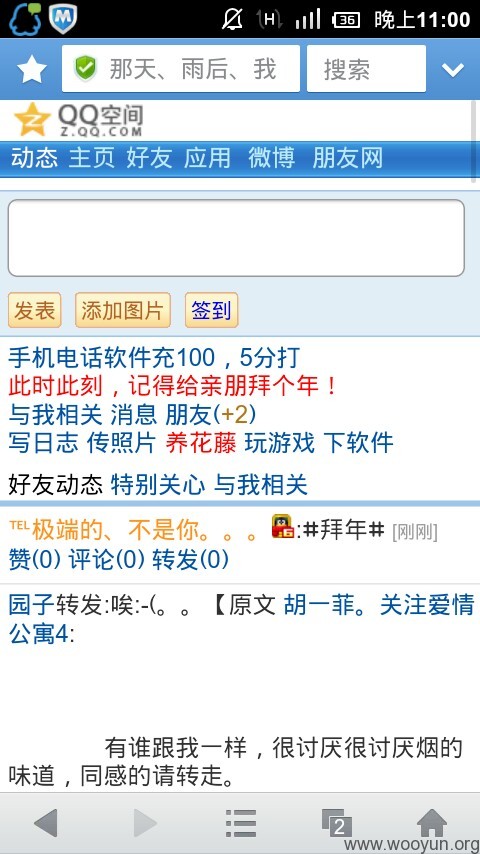 H 36 晚上11:00
那天、雨后、我 搜索
QQ空间
Z.QQ.COM
动态 主页 好友 应用 微博 朋友网
发表 添加图片 签到
手机电话软件充100，5分打
此时此刻，记得给亲朋拜个年！
与我相关 消息 朋友(+2)
写日志 传照片 养花藤 玩游戏 下软件
好友动态 特别关心 与我相关
℡极端的、不是你。。。:#拜年# [刚刚]
赞(0) 评论(0) 转发(0)
园子转发:唉:-(。。【原文 胡一菲。关注爱情
公寓4:
有谁跟我一样，很讨厌很讨厌烟的
味道，同感的请转走。
2
www.wooyun.org